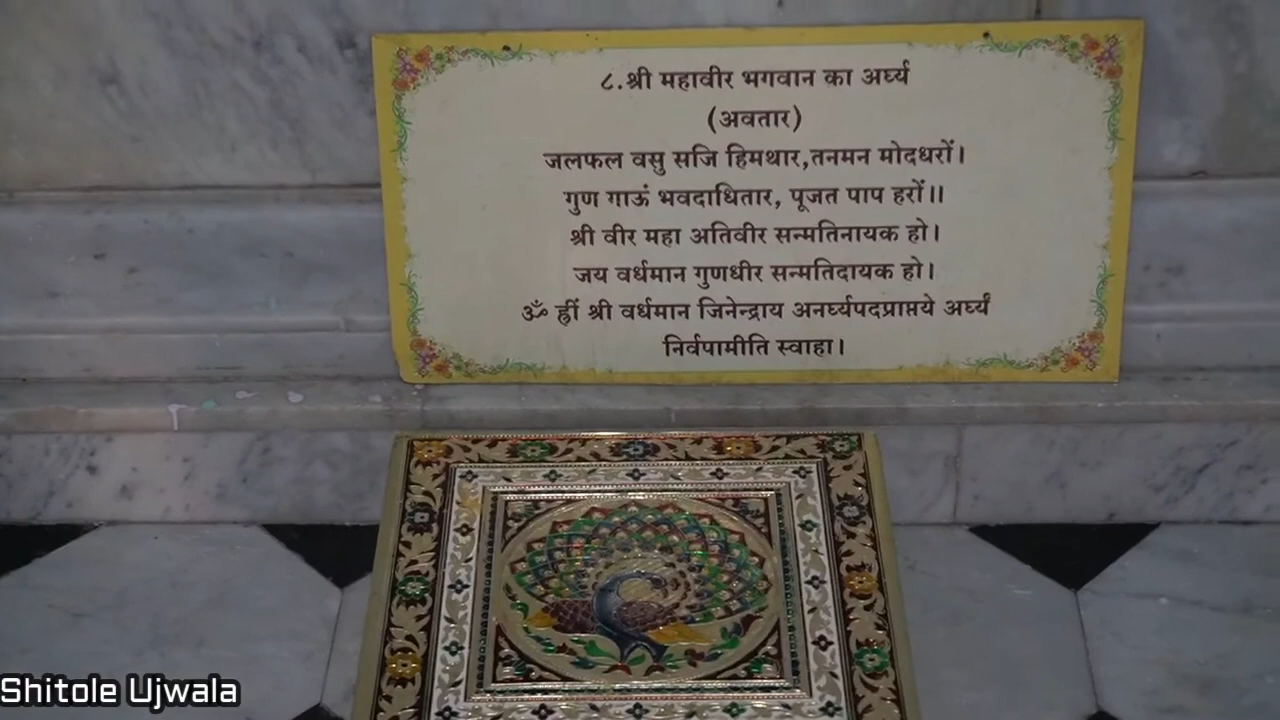 ८.श्री महावीर भगवान का अर्घ्य
(अवतार)
जलफल वसु सजि हिमथार,तनमन मोदधरों।
गुण गाऊं भवदाधितार, पूजत पाप हरों॥
श्री वीर महा अतिवीर सन्मतिनायक हो।
जय वर्धमान गुणधीर सन्मतिदायक हो।
ॐ ह्रीं श्री वर्धमान जिनेन्द्राय अनर्घ्यपदप्राप्तये अर्घ्यं
निर्वपामीति स्वाहा।
Shitole Ujwala